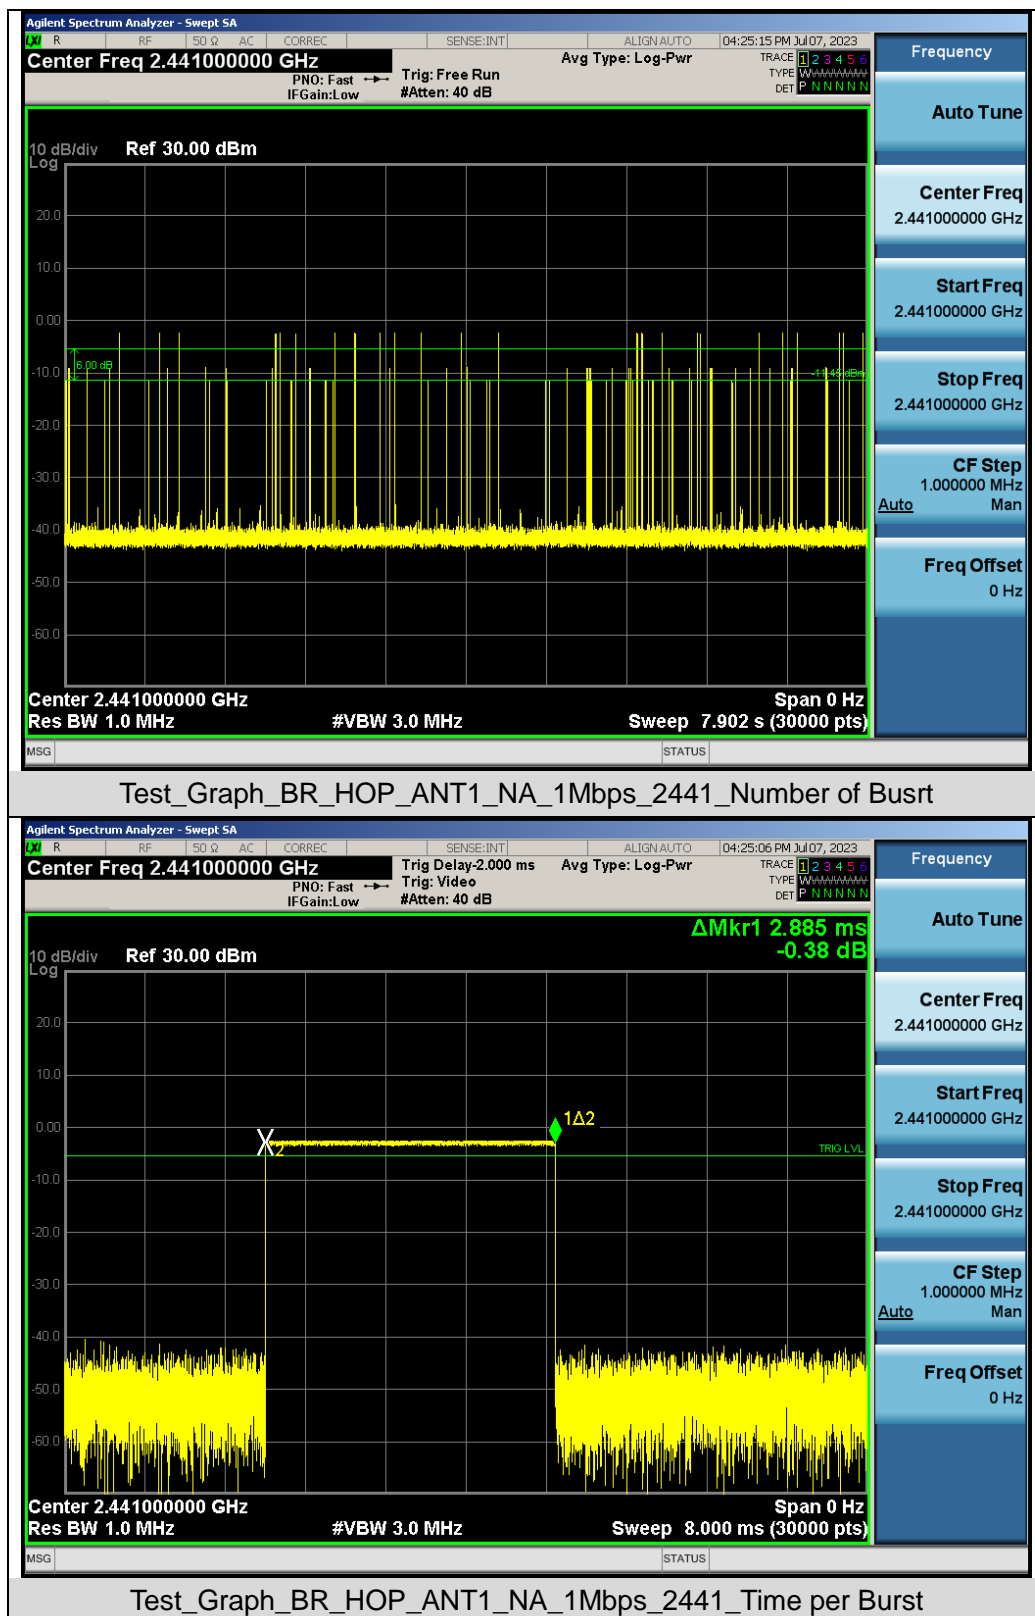 Agilent Spectrum Analyzer - Swept SA
LXI R RF 50 Ω AC CORREC SENSE:INT ALIGN AUTO 04:25:15 PM Jul 07, 2023
Center Freq 2.441000000 GHz
PNO: Fast
IFGain:Low
Trig: Free Run
#Atten: 40 dB
Avg Type: Log-Pwr
TRACE 1 2 3 4 5 6
TYPE W
DET P N N N N N
10 dB/div Ref 30.00 dBm
Log
20.0
10.0
0.00
6.00 dB
-10.0
-11.45 dBm
-20.0
-30.0
-40.0
-50.0
-60.0
Center 2.441000000 GHz Span 0 Hz
Res BW 1.0 MHz #VBW 3.0 MHz Sweep 7.902 s (30000 pts)
MSG STATUS
Frequency
Auto Tune
Center Freq
2.441000000 GHz
Start Freq
2.441000000 GHz
Stop Freq
2.441000000 GHz
CF Step
1.000000 MHz
Auto Man
Freq Offset
0 Hz
Test_Graph_BR_HOP_ANT1_NA_1Mbps_2441_Number of Busrt
Agilent Spectrum Analyzer - Swept SA
LXI R RF 50 Ω AC CORREC SENSE:INT ALIGN AUTO 04:25:06 PM Jul 07, 2023
Center Freq 2.441000000 GHz
PNO: Fast
IFGain:Low
Trig Delay-2.000 ms
Trig: Video
#Atten: 40 dB
Avg Type: Log-Pwr
TRACE 1 2 3 4 5 6
TYPE W
DET P N N N N N
ΔMkr1 2.885 ms
-0.38 dB
10 dB/div Ref 30.00 dBm
Log
20.0
10.0
0.00
1Δ2
X2
TRIG LVL
-10.0
-20.0
-30.0
-40.0
-50.0
-60.0
Center 2.441000000 GHz Span 0 Hz
Res BW 1.0 MHz #VBW 3.0 MHz Sweep 8.000 ms (30000 pts)
MSG STATUS
Frequency
Auto Tune
Center Freq
2.441000000 GHz
Start Freq
2.441000000 GHz
Stop Freq
2.441000000 GHz
CF Step
1.000000 MHz
Auto Man
Freq Offset
0 Hz
Test_Graph_BR_HOP_ANT1_NA_1Mbps_2441_Time per Burst